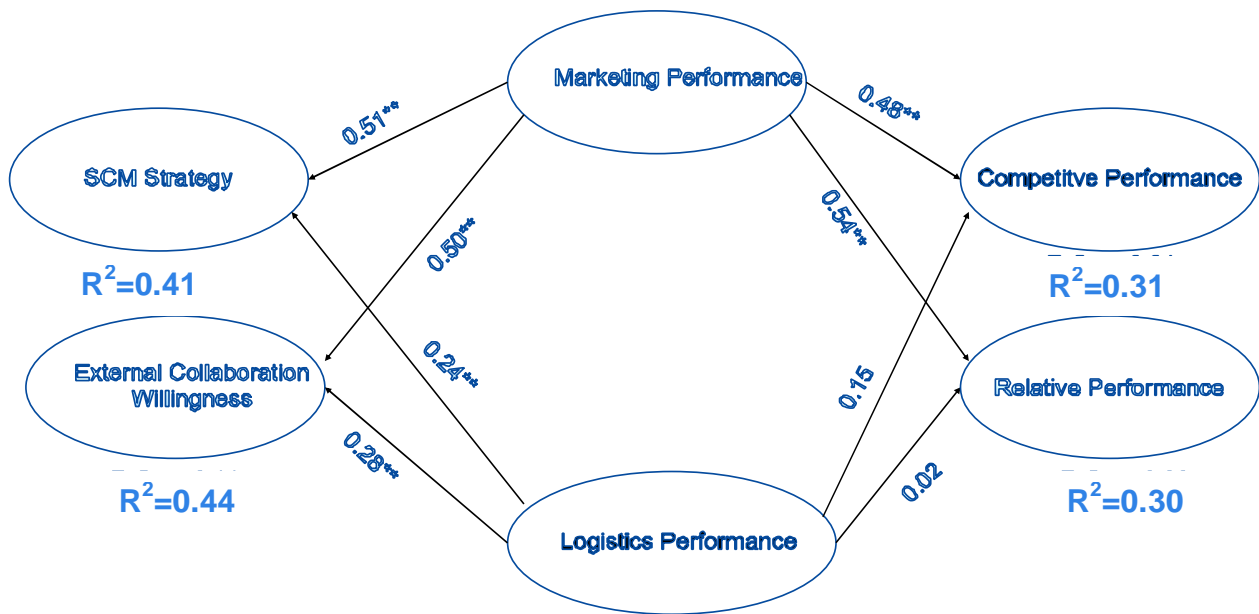 Marketing Performance
0.51**
0.48**
SCM Strategy
Competitve Performance
0.50**
0.54**
R²=0.41
R²=0.31
External Collaboration
Willingness
0.24**
0.15
Relative Performance
0.28**
0.02
R²=0.44
R²=0.30
Logistics Performance